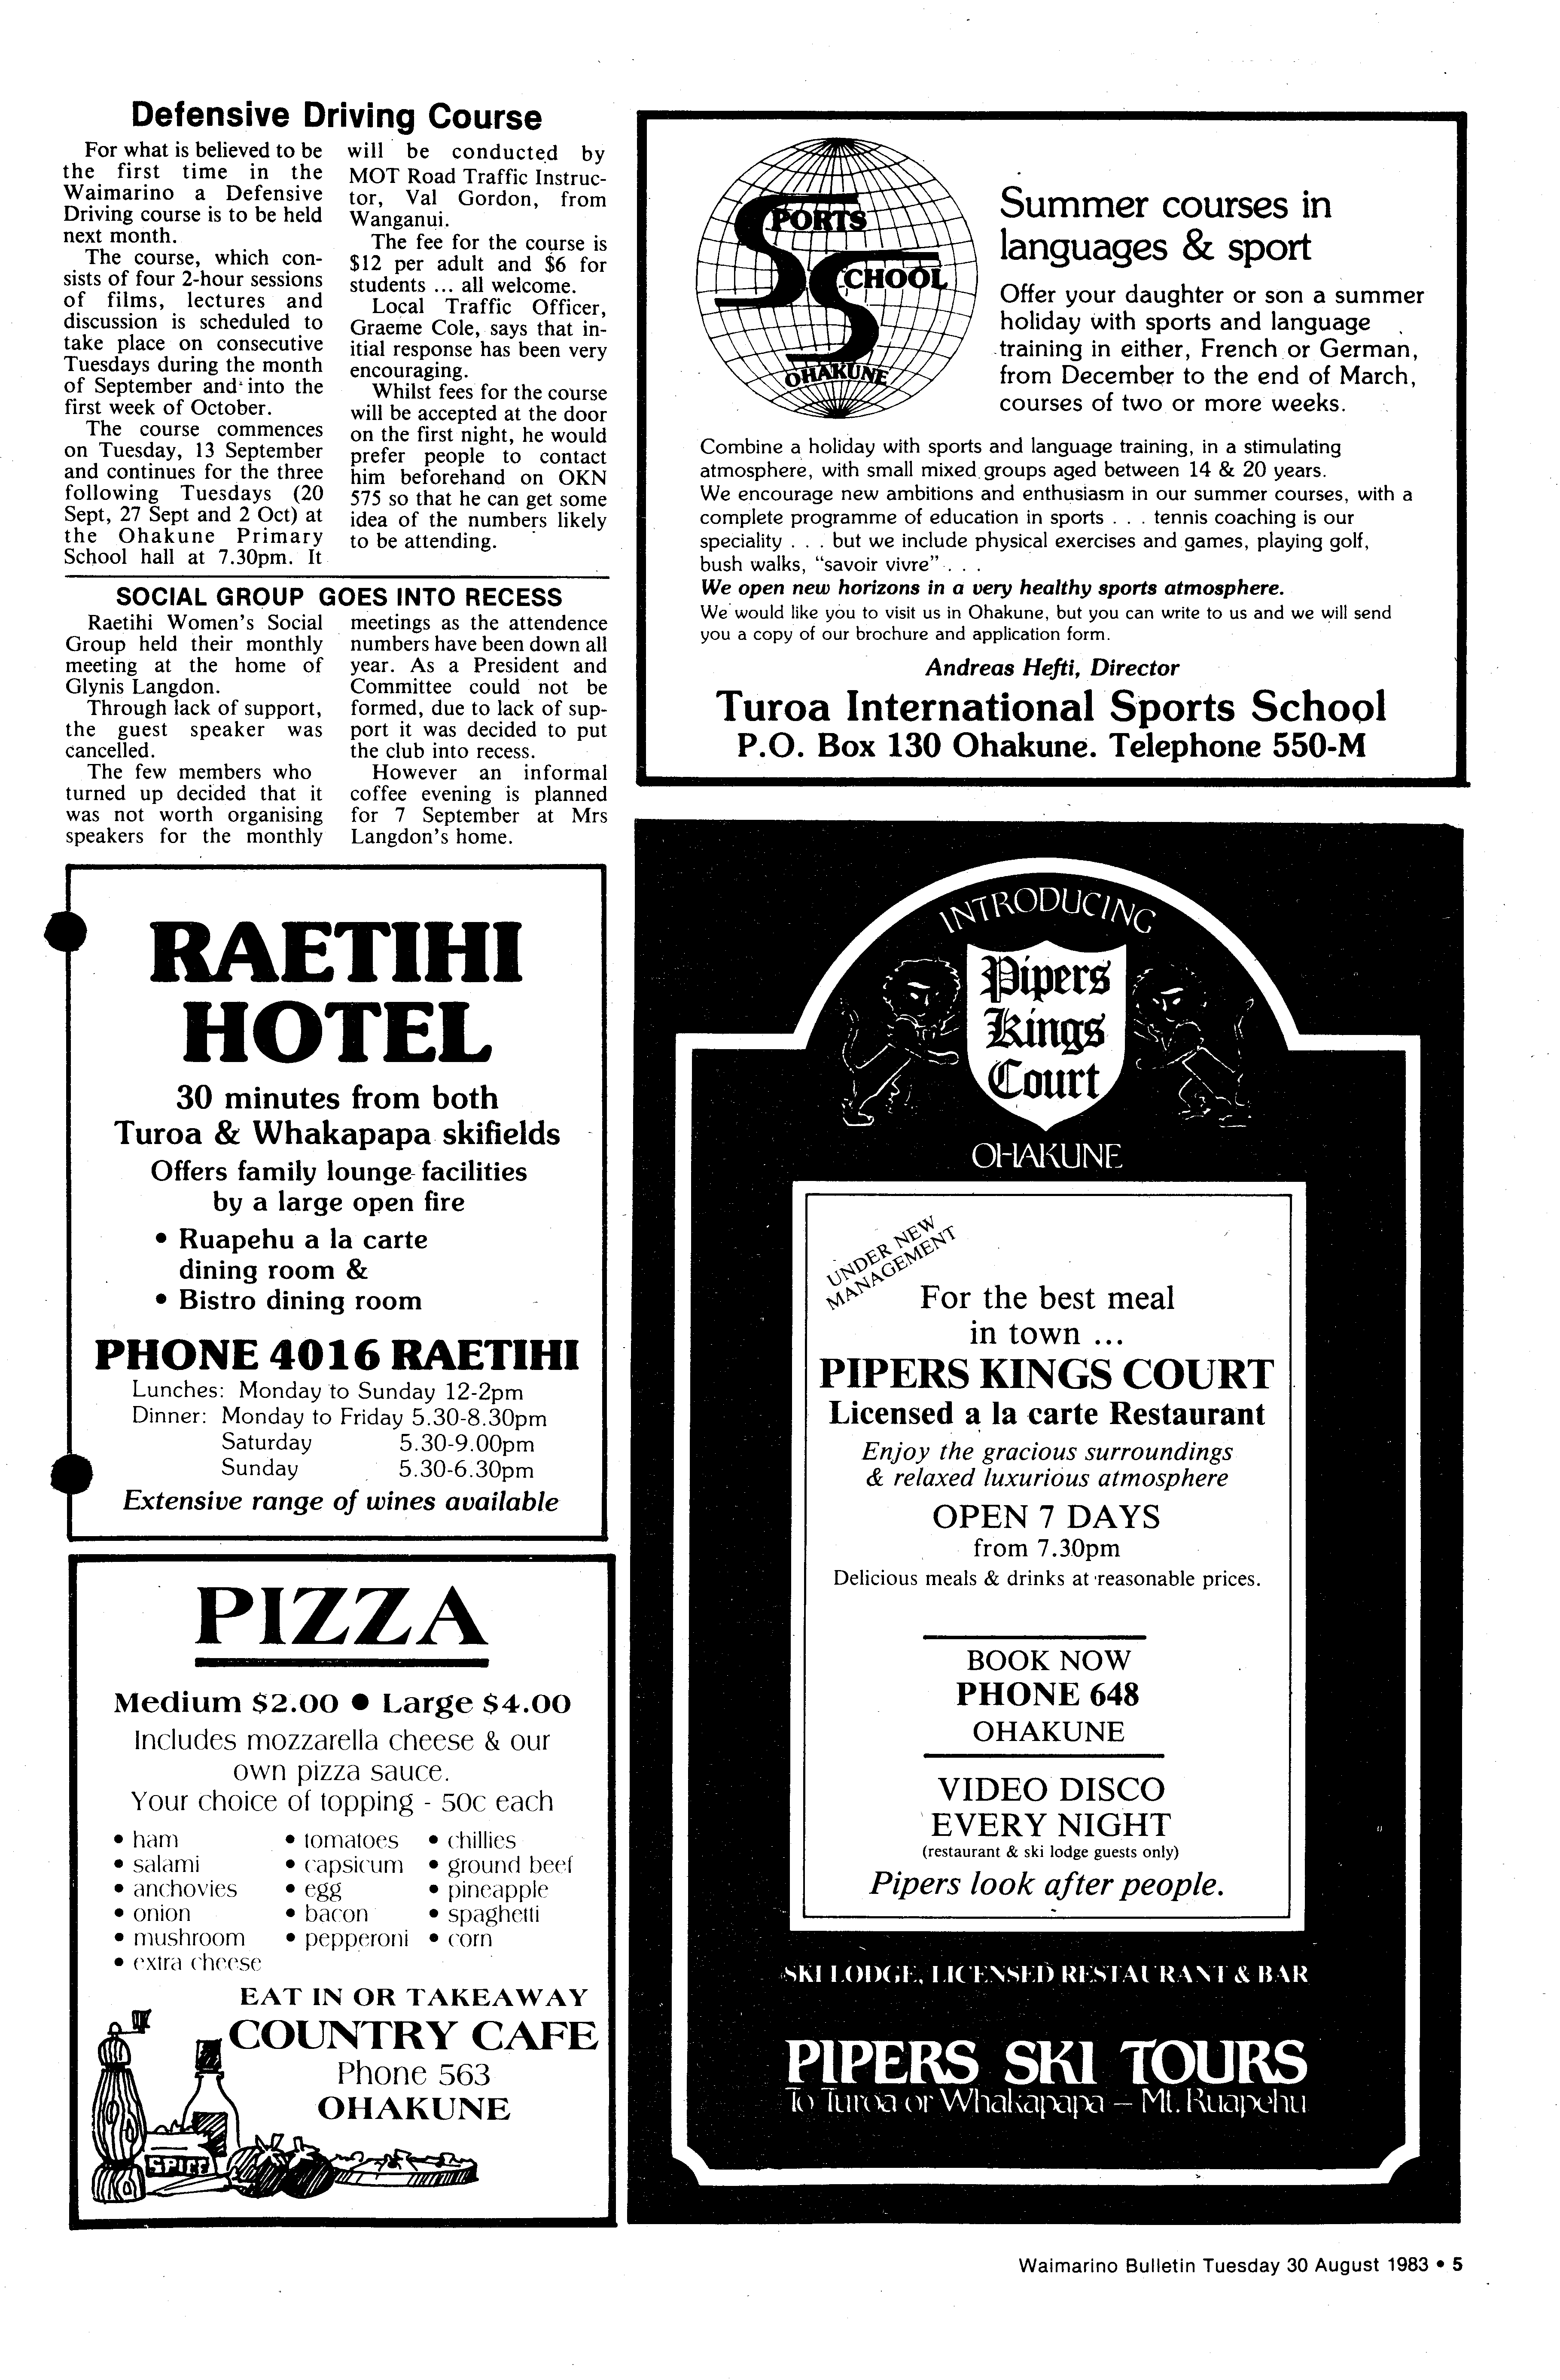 Defensive Driving Course
For what is believed to be
the first time in the
Waimarino a Defensive
Driving course is to be held
next month.
The course, which con-
sists of four 2-hour sessions
of films, lectures and
discussion is scheduled to
take place on consecutive
Tuesdays during the month
of September and into the
first week of October.
The course commences
on Tuesday, 13 September
and continues for the three
following Tuesdays (20
Sept, 27 Sept and 2 Oct) at
the Ohakune Primary
School hall at 7.30pm. It
will be conducted by
MOT Road Traffic Instruc-
tor, Val Gordon, from
Wanganui.
The fee for the course is
$12 per adult and $6 for
students ... all welcome.
Local Traffic Officer,
Graeme Cole, says that in-
itial response has been very
encouraging.
Whilst fees for the course
will be accepted at the door
on the first night, he would
prefer people to contact
him beforehand on OKN
575 so that he can get some
idea of the numbers likely
to be attending.
SOCIAL GROUP GOES INTO RECESS
Raetihi Women's Social
Group held their monthly
meeting at the home of
Glynis Langdon.
Through lack of support,
the guest speaker was
cancelled.
The few members who
turned up decided that it
was not worth organising
speakers for the monthly
meetings as the attendence
numbers have been down all
year. As a President and
Committee could not be
formed, due to lack of sup-
port it was decided to put
the club into recess.
However an informal
coffee evening is planned
for 7 September at Mrs
Langdon's home.
RAETIHI
HOTEL
30 minutes from both
Turoa & Whakapapa skifields
Offers family lounge facilities
by a large open fire
• Ruapehu a la carte
dining room &
• Bistro dining room
PHONE 4016 RAETIHI
Lunches: Monday to Sunday 12-2pm
Dinner: Monday to Friday 5.30-8.30pm
Saturday 5.30-9.00pm
Sunday 5.30-6.30pm
Extensive range of wines available
PIZZA
Medium $2.00 • Large $4.00
Includes mozzarella cheese & our
own pizza sauce.
Your choice of topping - 50c each
• ham • tomatoes • chillies
• salami • capsicum • ground beef
• anchovies • egg • pineapple
• onion • bacon • spaghetti
• mushroom • pepperoni • corn
• extra cheese
EAT IN OR TAKEAWAY
COUNTRY CAFE
Phone 563
OHAKUNE
SPICE
SPORTS
SCHOOL
OHAKUNE
Summer courses in
languages & sport
Offer your daughter or son a summer
holiday with sports and language
training in either, French or German,
from December to the end of March,
courses of two or more weeks.
Combine a holiday with sports and language training, in a stimulating
atmosphere, with small mixed groups aged between 14 & 20 years.
We encourage new ambitions and enthusiasm in our summer courses, with a
complete programme of education in sports . . . tennis coaching is our
speciality . . . but we include physical exercises and games, playing golf,
bush walks, "savoir vivre" . . .
We open new horizons in a very healthy sports atmosphere.
We would like you to visit us in Ohakune, but you can write to us and we will send
you a copy of our brochure and application form.
Andreas Hefti, Director
Turoa International Sports School
P.O. Box 130 Ohakune. Telephone 550-M
INTRODUCING
Pipers
Kings
Court
OHAKUNE
UNDER NEW
MANAGEMENT
For the best meal
in town ...
PIPERS KINGS COURT
Licensed a la carte Restaurant
Enjoy the gracious surroundings
& relaxed luxurious atmosphere
OPEN 7 DAYS
from 7.30pm
Delicious meals & drinks at reasonable prices.
BOOK NOW
PHONE 648
OHAKUNE
VIDEO DISCO
EVERY NIGHT
(restaurant & ski lodge guests only)
Pipers look after people.
SKI LODGE, LICENSED RESTAURANT & BAR
PIPERS SKI TOURS
To Turoa or Whakapapa – Mt. Ruapehu
Waimarino Bulletin Tuesday 30 August 1983 • 5